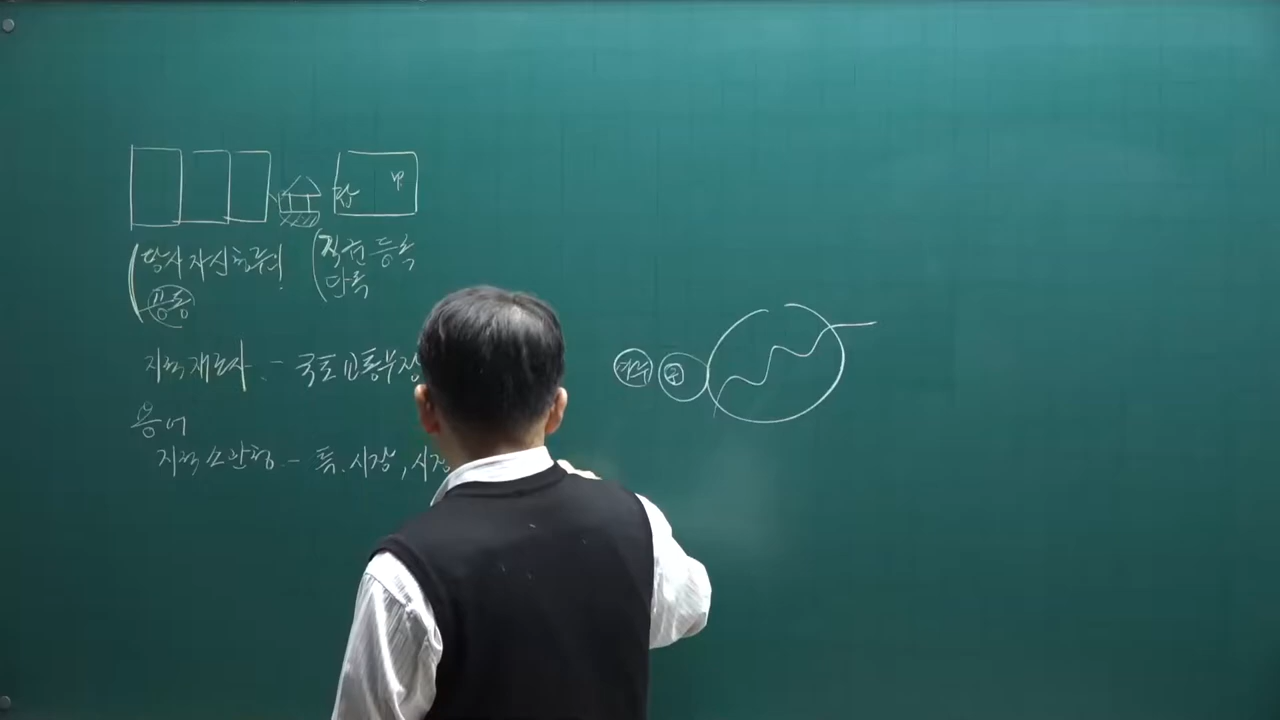 답 甲
당사자신청주의
공동
직권등록
단독
지적재조사 - 국토교통부장
용어
지적소관청 - 특.시장, 시장